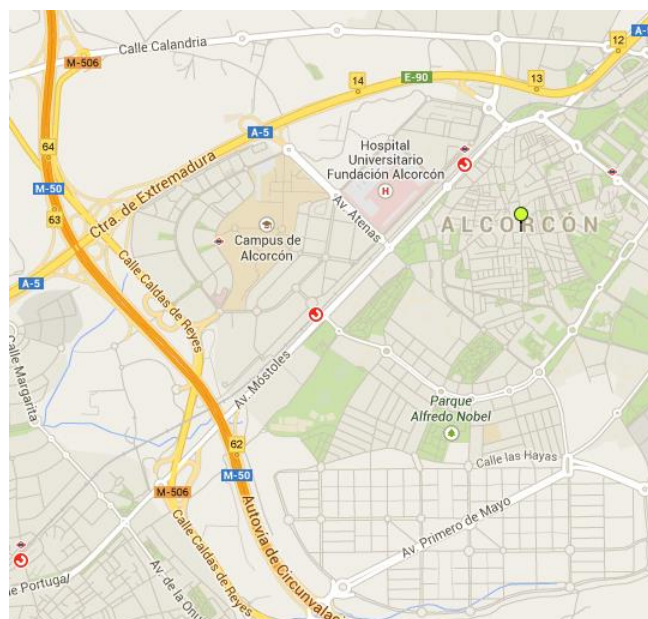 12
A-5
Calle Calandria
M-506
14
E-90
13
64
A-5
Hospital
Universitario
Fundación Alcorcón
H
M-50
Ctra. de Extremadura
63
Av. Atenas
ALCORCÓN
Campus de
Alcorcón
A-5
Calle Caldas de Reyes
Calle Margarita
Av. Móstoles
Parque
Alfredo Nobel
62
M-50
Calle las Hayas
M-506
Autovía de Circunvalac
Av. Primero de Mayo
Calle Caldas de Reyes
Av. de la Onu
e Portugal